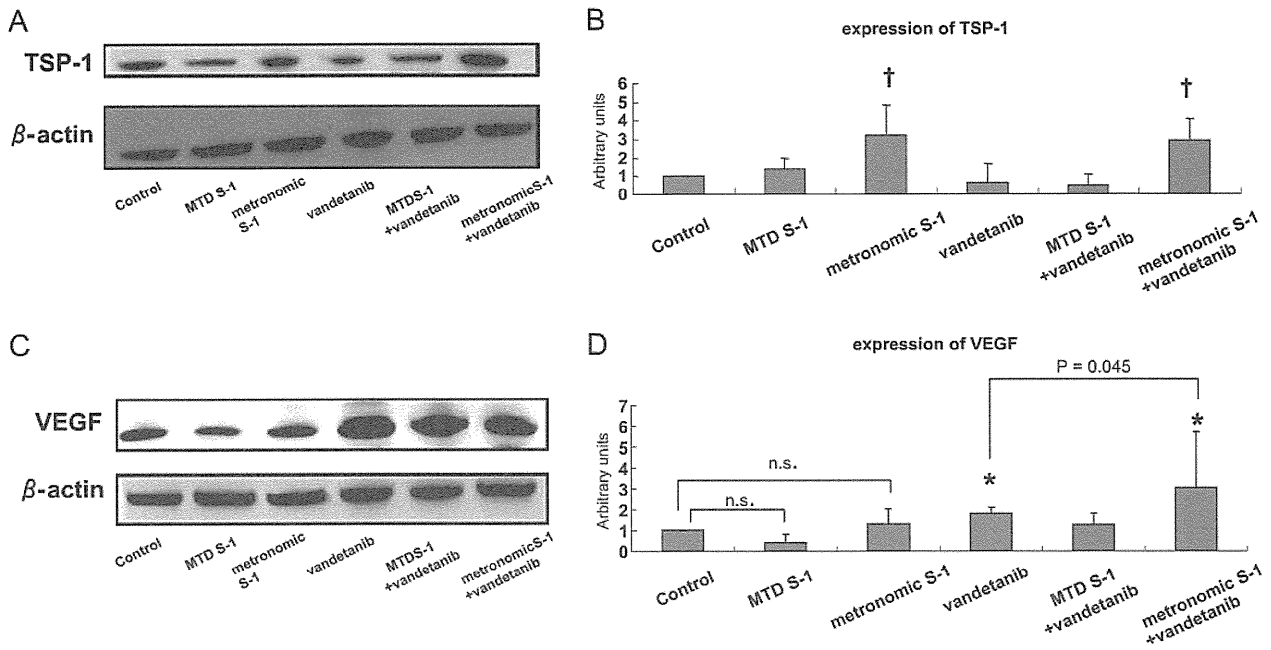 A
TSP-1
β-actin
Control
MTD S-1
metronomic
S-1
vandetanib
MTDS-1
+vandetanib
metronomicS-1
+vandetanib
B
expression of TSP-1
Arbitrary units
6
5
4
3
2
1
0
†
†
Control
MTD S-1
metronomic S-1
vandetanib
MTD S-1
+vandetanib
metronomic S-1
+vandetanib
C
VEGF
β-actin
Control
MTD S-1
metronomic
S-1
vandetanib
MTDS-1
+vandetanib
metronomicS-1
+vandetanib
D
expression of VEGF
P = 0.045
Arbitrary units
7
6
5
4
3
2
1
0
n.s.
n.s.
*
*
Control
MTD S-1
metronomic S-1
vandetanib
MTD S-1
+vandetanib
metronomic S-1
+vandetanib